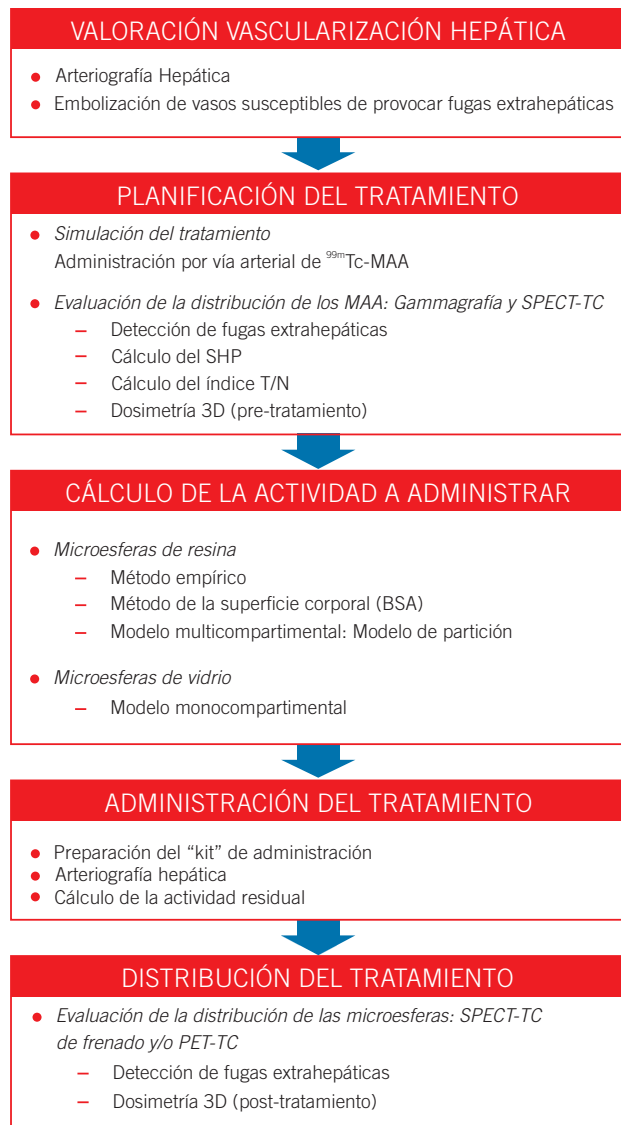 VALORACIÓN VASCULARIZACIÓN HEPÁTICA
● Arteriografía Hepática
● Embolización de vasos susceptibles de provocar fugas extrahepáticas
PLANIFICACIÓN DEL TRATAMIENTO
● Simulación del tratamiento
Administración por vía arterial de ⁹⁹ᵐTc-MAA
● Evaluación de la distribución de los MAA: Gammagrafía y SPECT-TC
– Detección de fugas extrahepáticas
– Cálculo del SHP
– Cálculo del índice T/N
– Dosimetría 3D (pre-tratamiento)
CÁLCULO DE LA ACTIVIDAD A ADMINISTRAR
● Microesferas de resina
– Método empírico
– Método de la superficie corporal (BSA)
– Modelo multicompartimental: Modelo de partición
● Microesferas de vidrio
– Modelo monocompartimental
ADMINISTRACIÓN DEL TRATAMIENTO
● Preparación del “kit” de administración
● Arteriografía hepática
● Cálculo de la actividad residual
DISTRIBUCIÓN DEL TRATAMIENTO
● Evaluación de la distribución de las microesferas: SPECT-TC
de frenado y/o PET-TC
– Detección de fugas extrahepáticas
– Dosimetría 3D (post-tratamiento)